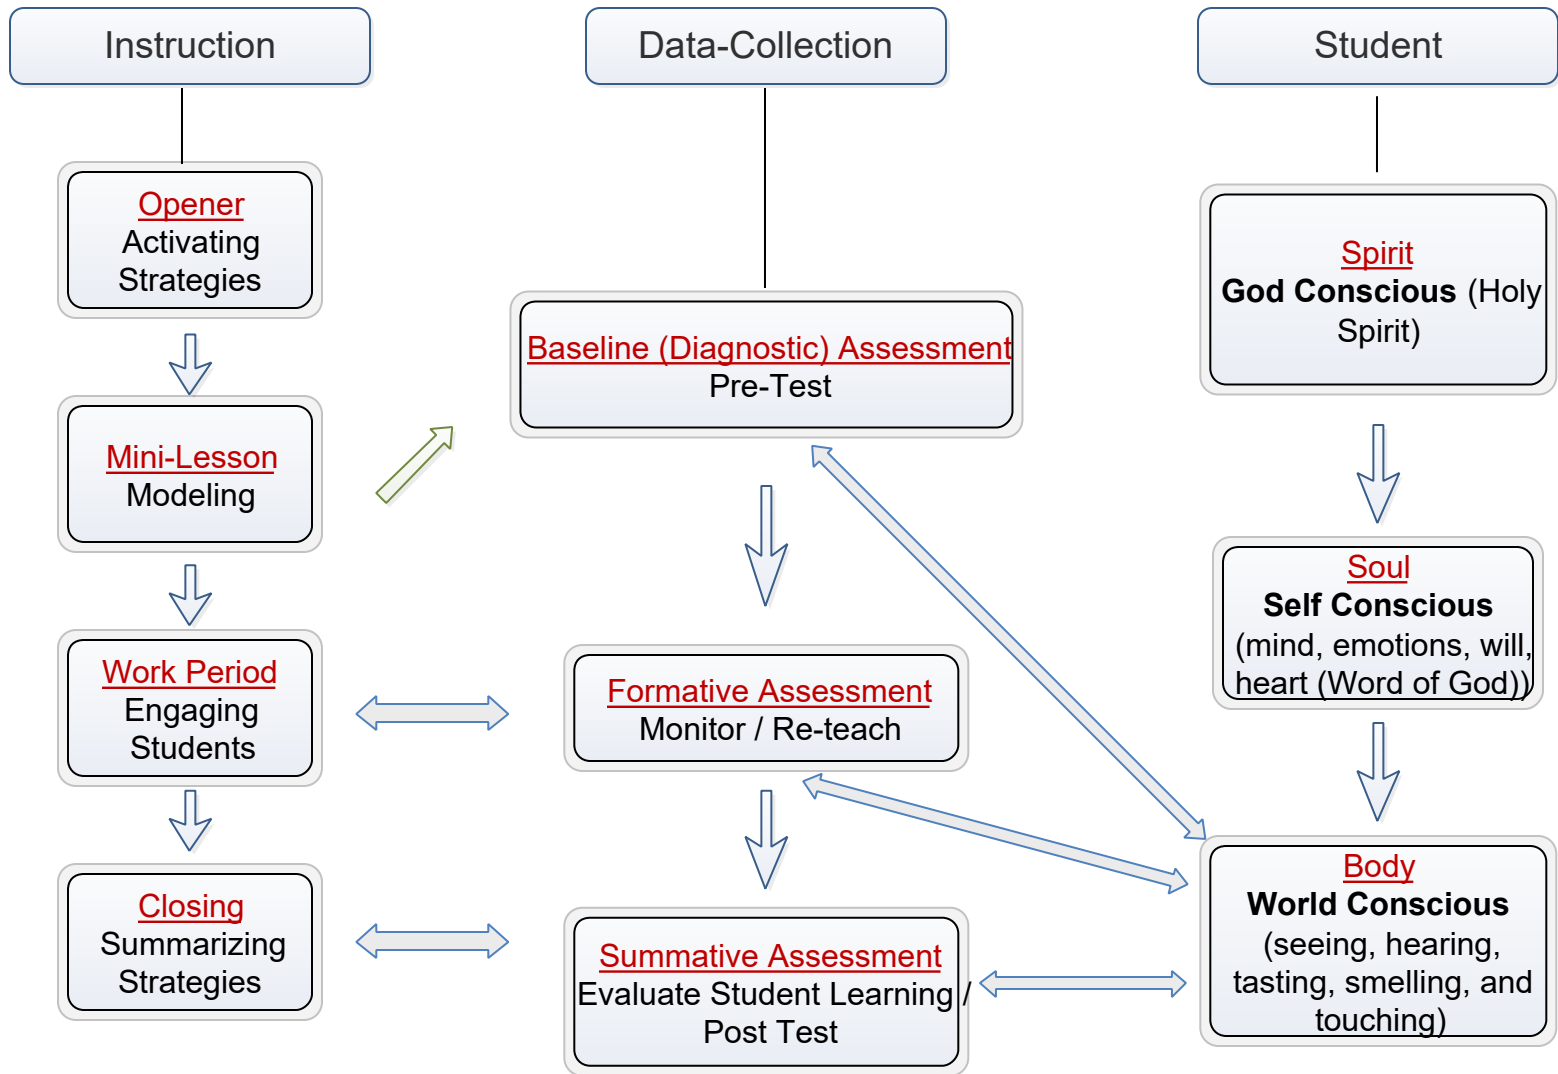 Instruction
Data-Collection
Student
Opener
Activating
Strategies
Mini-Lesson
Modeling
Work Period
Engaging
Students
Closing
Summarizing
Strategies
Baseline (Diagnostic) Assessment
Pre-Test
Formative Assessment
Monitor / Re-teach
Summative Assessment
Evaluate Student Learning /
Post Test
Spirit
God Conscious (Holy
Spirit)
Soul
Self Conscious
(mind, emotions, will,
heart (Word of God))
Body
World Conscious
(seeing, hearing,
tasting, smelling, and
touching)